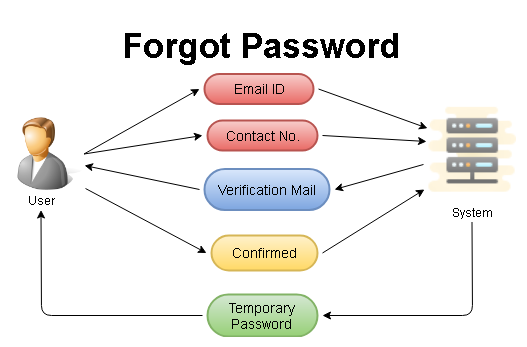 Forgot Password
Email ID
Contact No.
Verification Mail
User
System
Confirmed
Temporary
Password